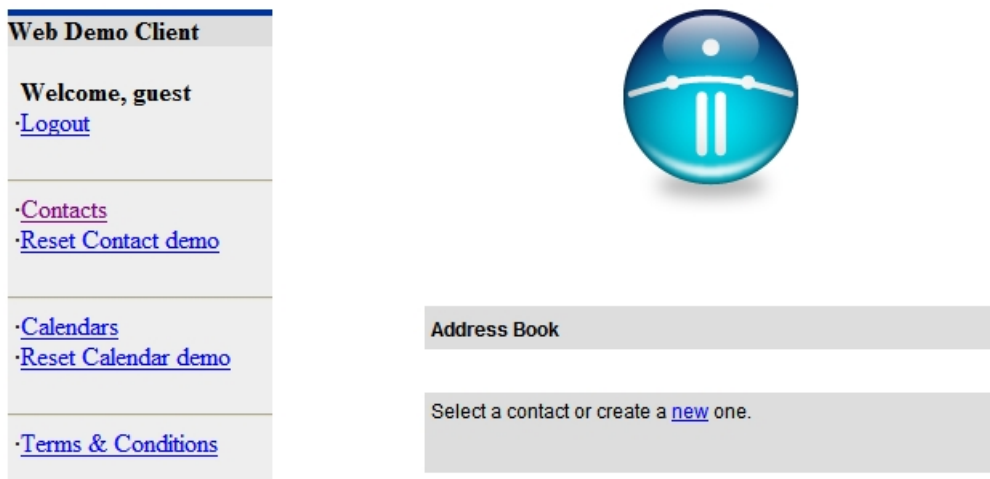 Web Demo Client
Welcome, guest
·Logout
·Contacts
·Reset Contact demo
·Calendars
·Reset Calendar demo
·Terms & Conditions
Address Book
Select a contact or create a new one.